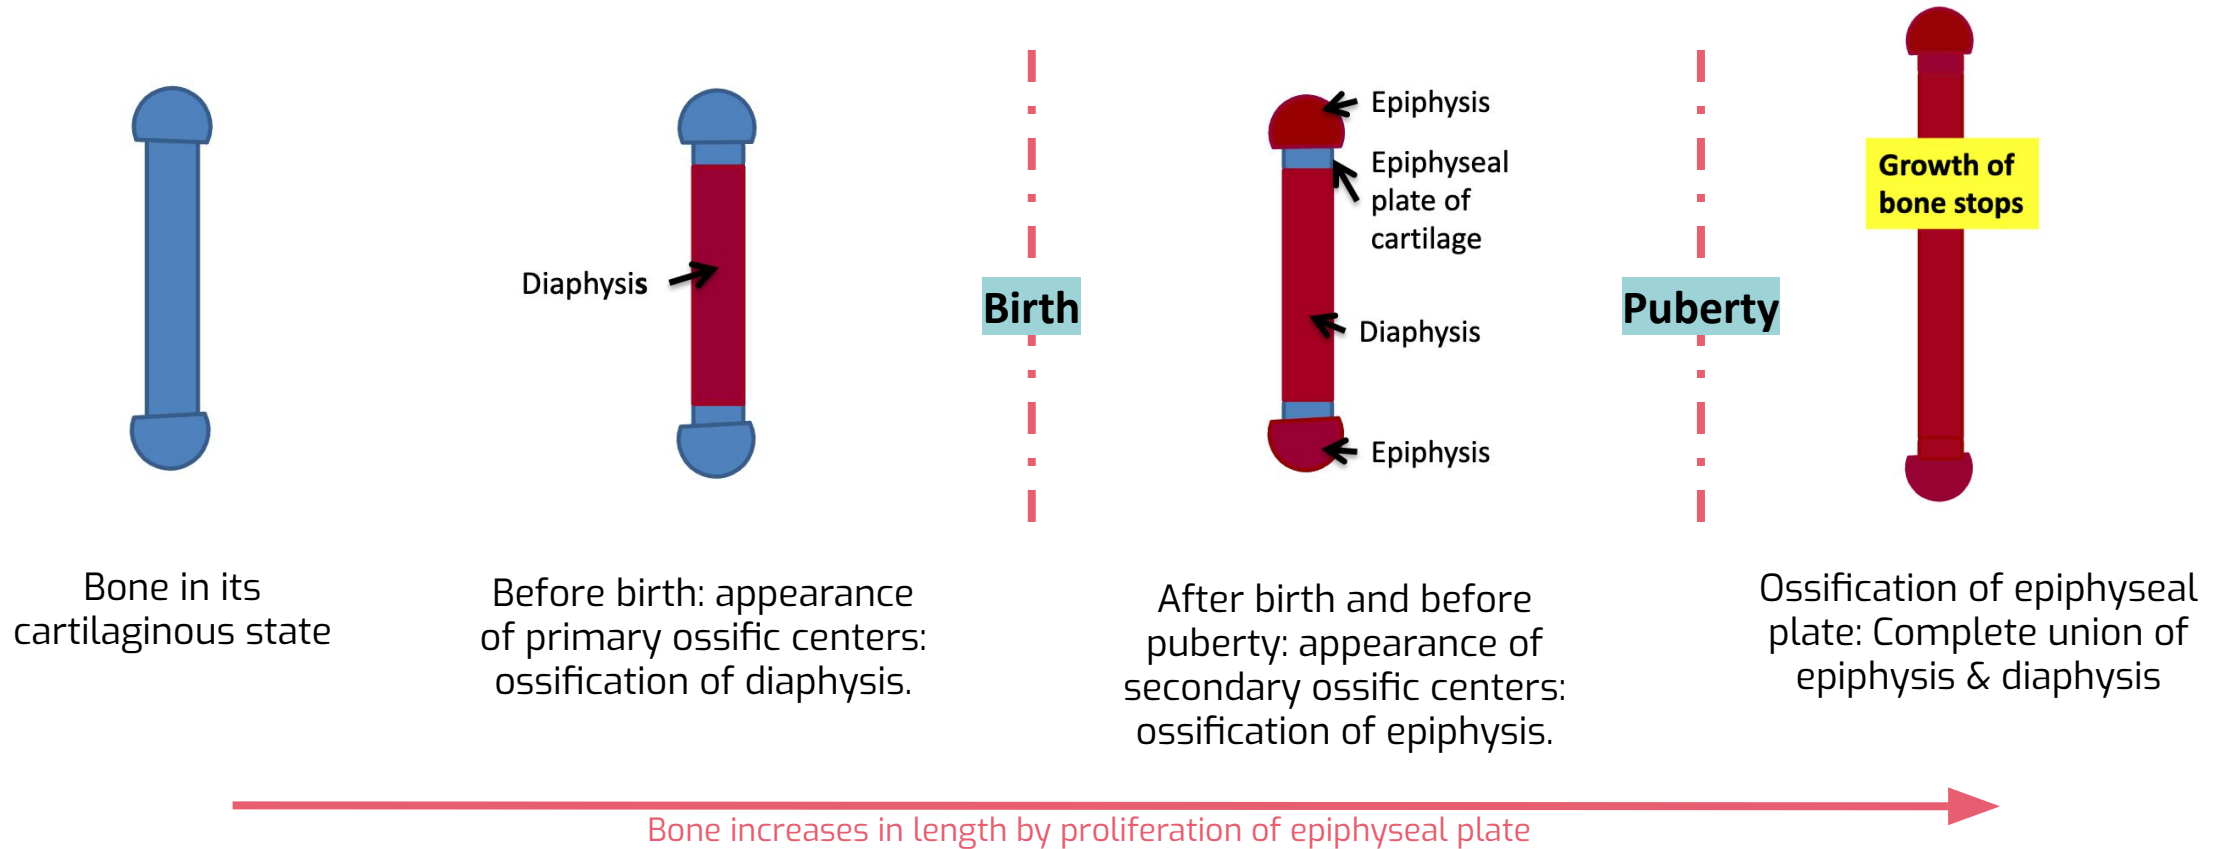 Diaphysis
Birth
Epiphysis
Epiphyseal
plate of
cartilage
Diaphysis
Epiphysis
Puberty
Growth of
bone stops
Bone in its
cartilaginous state
Before birth: appearance
of primary ossific centers:
ossification of diaphysis.
After birth and before
puberty: appearance of
secondary ossific centers:
ossification of epiphysis.
Ossification of epiphyseal
plate: Complete union of
epiphysis & diaphysis
Bone increases in length by proliferation of epiphyseal plate